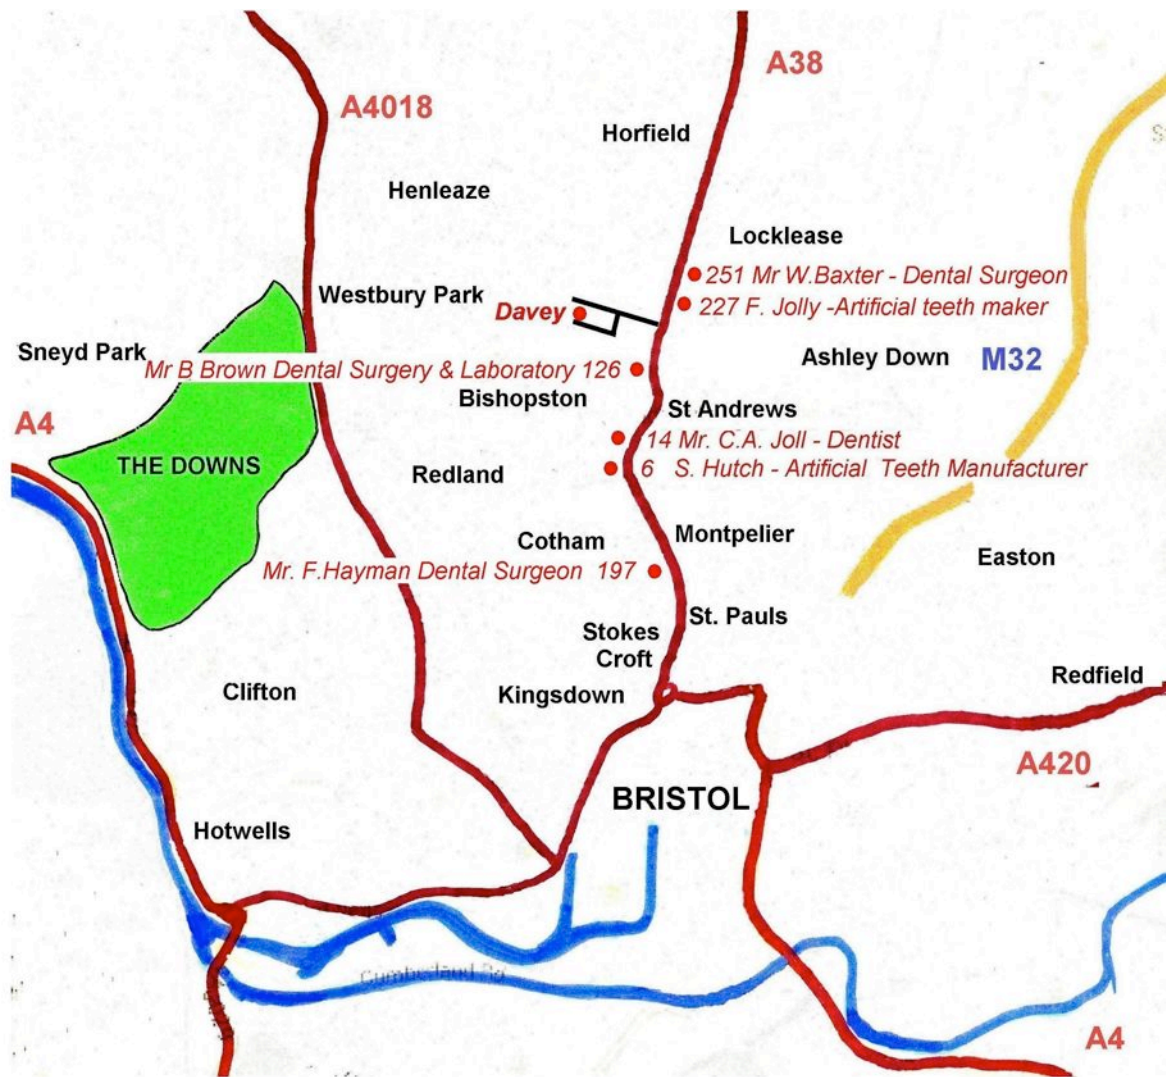 A38
A4018
Horfield
Henleaze
Locklease
251 Mr W.Baxter - Dental Surgeon
Westbury Park
Davey
227 F. Jolly -Artificial teeth maker
Sneyd Park
Ashley Down
M32
Mr B Brown Dental Surgery & Laboratory 126
Bishopston
A4
St Andrews
14 Mr. C.A. Joll - Dentist
THE DOWNS
Redland
6 S. Hutch - Artificial Teeth Manufacturer
Cotham
Montpelier
Easton
Mr. F.Hayman Dental Surgeon 197
St. Pauls
Stokes
Croft
Redfield
Clifton
Kingsdown
A420
BRISTOL
Hotwells
Cumberland
A4